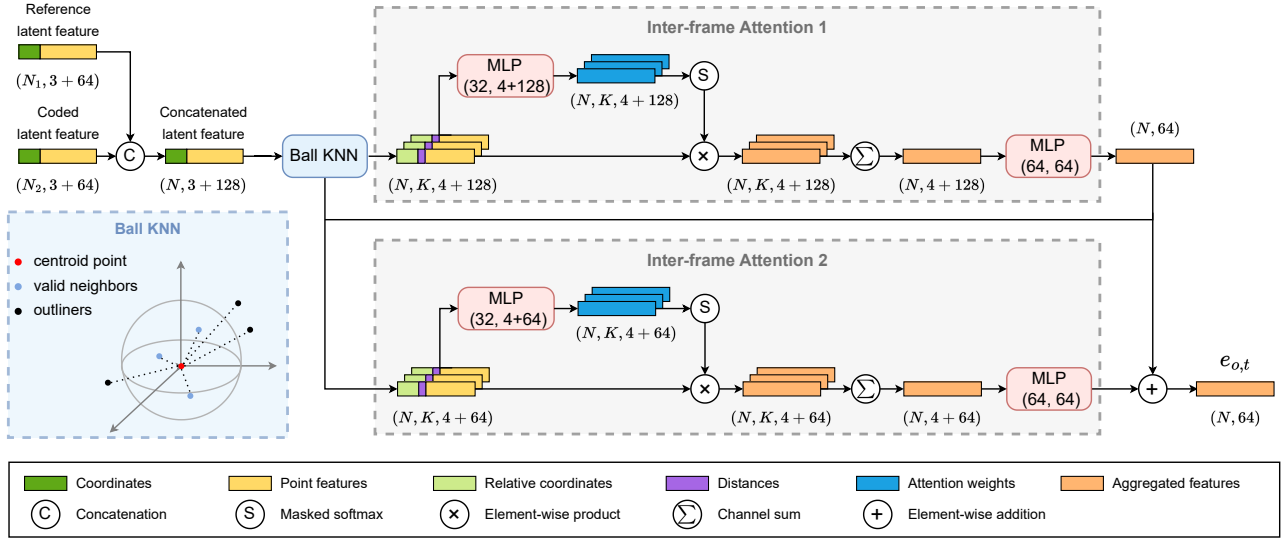 Reference
latent feature
(N₁, 3 + 64)
Coded
latent feature
(N₂, 3 + 64)
C
Concatenated
latent feature
(N, 3 + 128)
Ball KNN
Inter-frame Attention 1
MLP
(32, 4+128)
(N, K, 4 + 128)
S
(N, K, 4 + 128)
×
(N, K, 4 + 128)
∑
(N, 4 + 128)
MLP
(64, 64)
(N, 64)
Ball KNN
centroid point
valid neighbors
outliners
Inter-frame Attention 2
MLP
(32, 4+64)
(N, K, 4 + 64)
S
(N, K, 4 + 64)
×
(N, K, 4 + 64)
∑
(N, 4 + 64)
MLP
(64, 64)
+
e_{o,t}
(N, 64)
Coordinates
Point features
Relative coordinates
Distances
Attention weights
Aggregated features
C Concatenation
S Masked softmax
× Element-wise product
∑ Channel sum
+ Element-wise addition